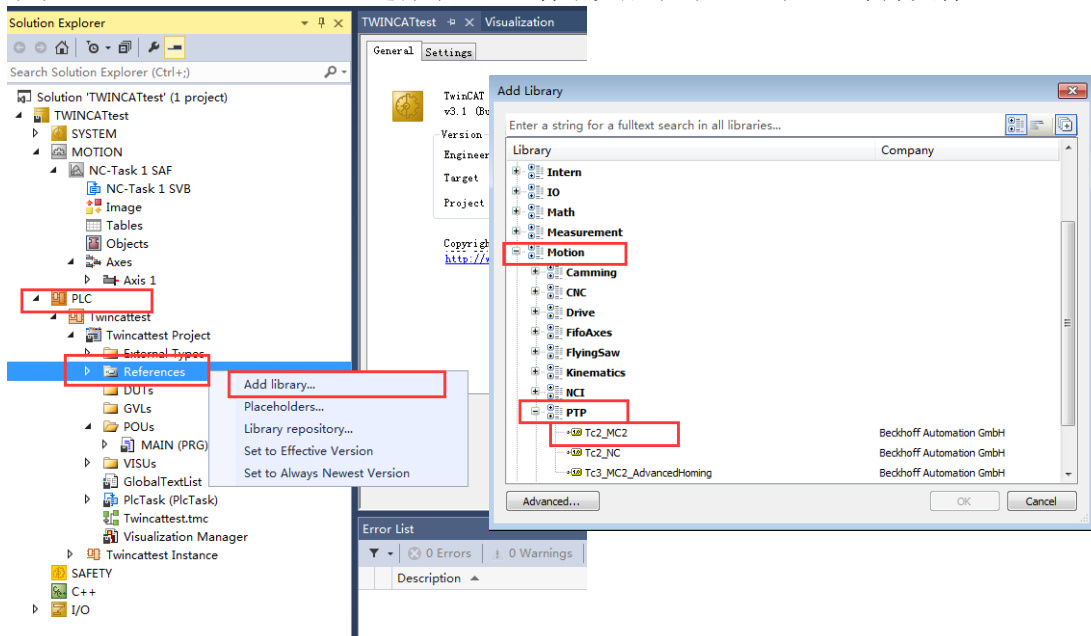 Solution Explorer
Search Solution Explorer (Ctrl+;)
Solution 'TWINCATtest' (1 project)
TWINCATtest
SYSTEM
MOTION
NC-Task 1 SAF
NC-Task 1 SVB
Image
Tables
Objects
Axes
Axis 1
PLC
Twincattest
Twincattest Project
External Types
References
DUTs
GVLs
POUs
MAIN (PRG)
VISUs
GlobalTextList
PlcTask (PlcTask)
Twincattest.tmc
Visualization Manager
Twincattest Instance
SAFETY
C++
I/O
Add library...
Placeholders...
Library repository...
Set to Effective Version
Set to Always Newest Version
TWINCATtest Visualization
General Settings
TwinCAT
v3.1 (Bu
Version
Engineer
Target
Project
Copyrigh
http://w
Error List
0 Errors 0 Warnings
Description
Add Library
Enter a string for a fulltext search in all libraries...
Library Company
Intern
IO
Math
Measurement
Motion
Camming
CNC
Drive
FifoAxes
FlyingSaw
Kinematics
NCI
PTP
Tc2_MC2 Beckhoff Automation GmbH
Tc2_NC Beckhoff Automation GmbH
Tc3_MC2_AdvancedHoming Beckhoff Automation GmbH
Advanced... OK Cancel